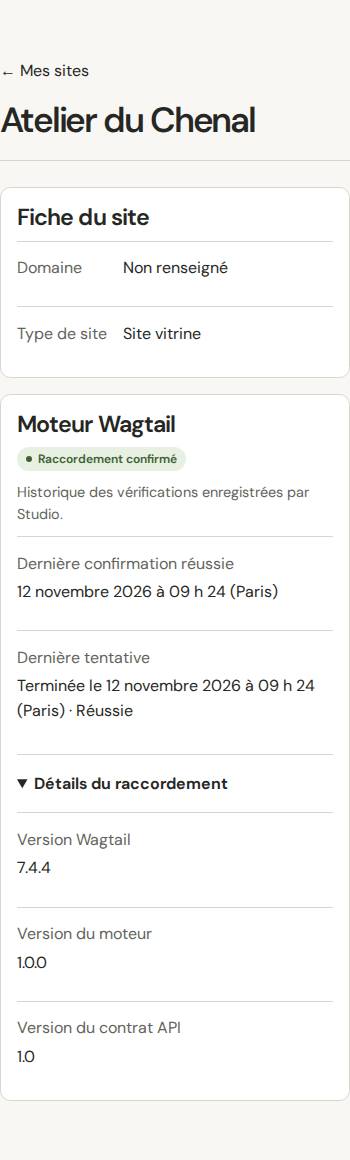 ← Mes sites
Atelier du Chenal
Fiche du site
Domaine Non renseigné
Type de site Site vitrine
Moteur Wagtail
Raccordement confirmé
Historique des vérifications enregistrées par
Studio.
Dernière confirmation réussie
12 novembre 2026 à 09 h 24 (Paris)
Dernière tentative
Terminée le 12 novembre 2026 à 09 h 24
(Paris) · Réussie
▼ Détails du raccordement
Version Wagtail
7.4.4
Version du moteur
1.0.0
Version du contrat API
1.0